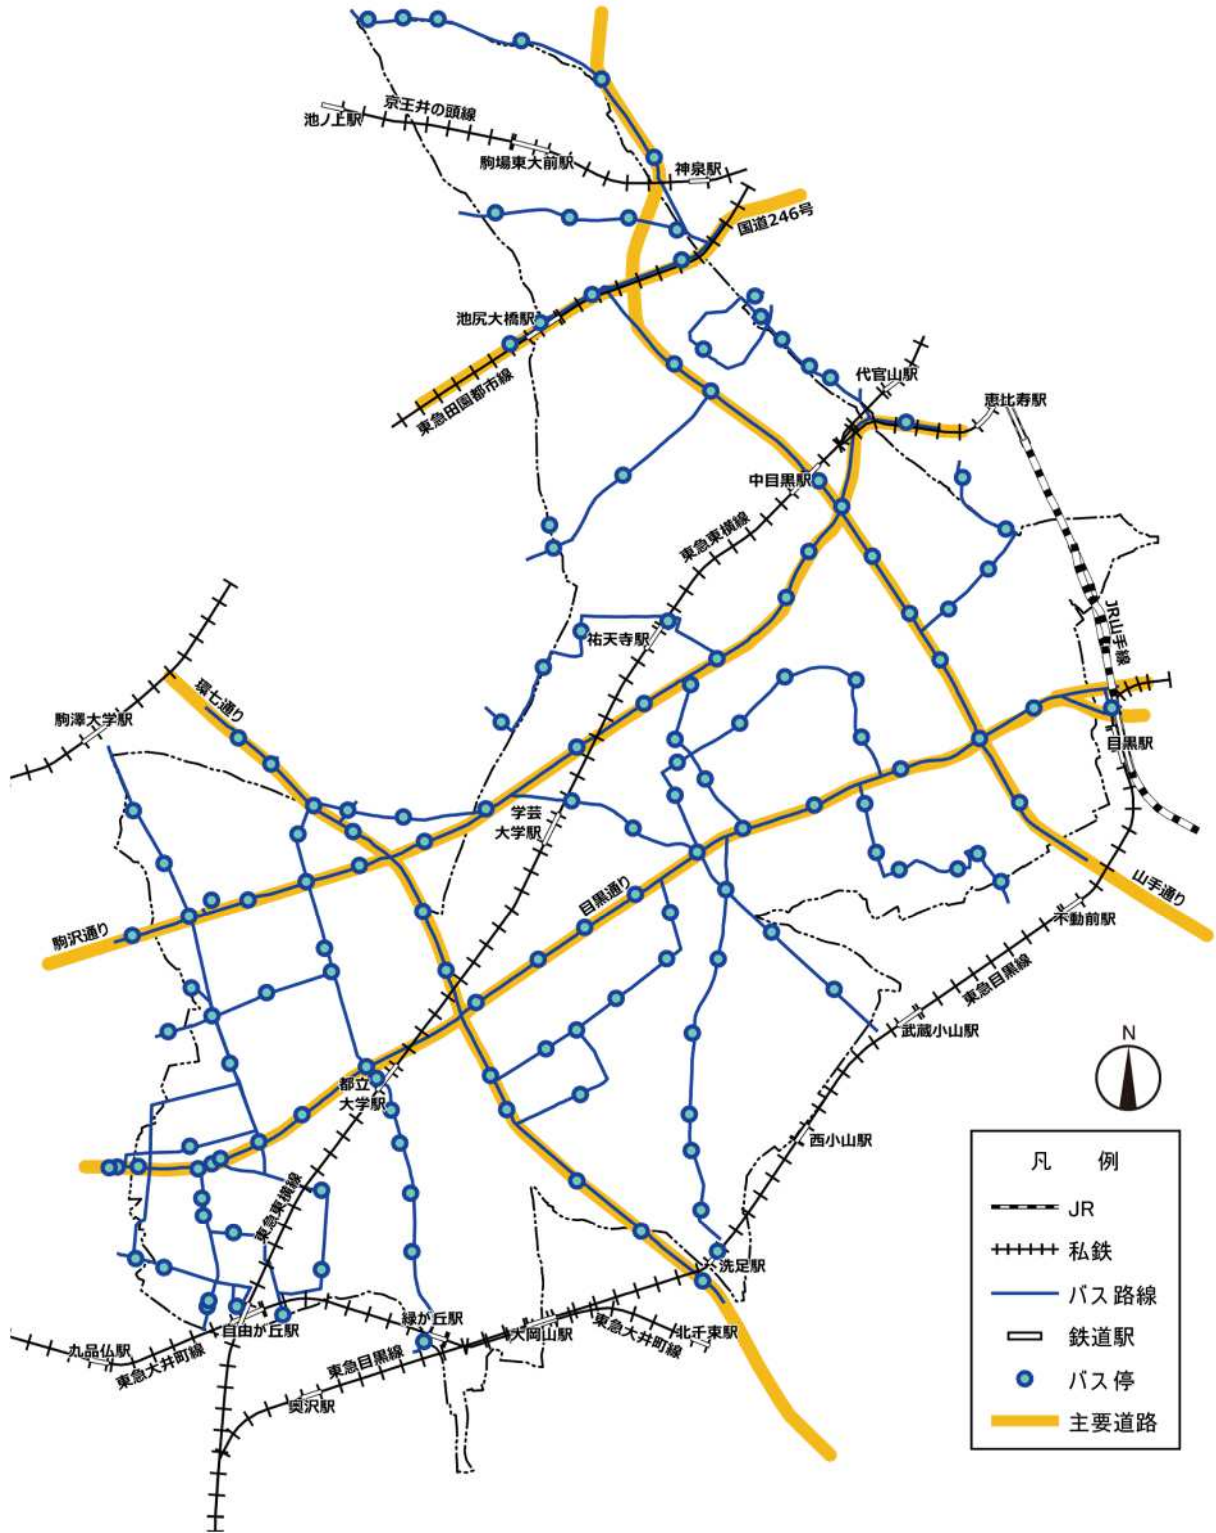 京王井の頭線
池ノ上駅
駒場東大前駅
神泉駅
国道246号
池尻大橋駅
東急田園都市線
代官山駅
恵比寿駅
中目黒駅
東急東横線
JR山手線
祐天寺駅
環七通り
駒澤大学駅
目黒駅
学芸
大学駅
目黒通り
山手通り
不動前駅
駒沢通り
東急目黒線
武蔵小山駅
都立
大学駅
西小山駅
東急東横線
洗足駅
自由が丘駅
緑が丘駅
大岡山駅
北千束駅
東急大井町線
九品仏駅
東急大井町線
東急目黒線
奥沢駅
N
凡 例
JR
私鉄
バス路線
鉄道駅
バス停
主要道路